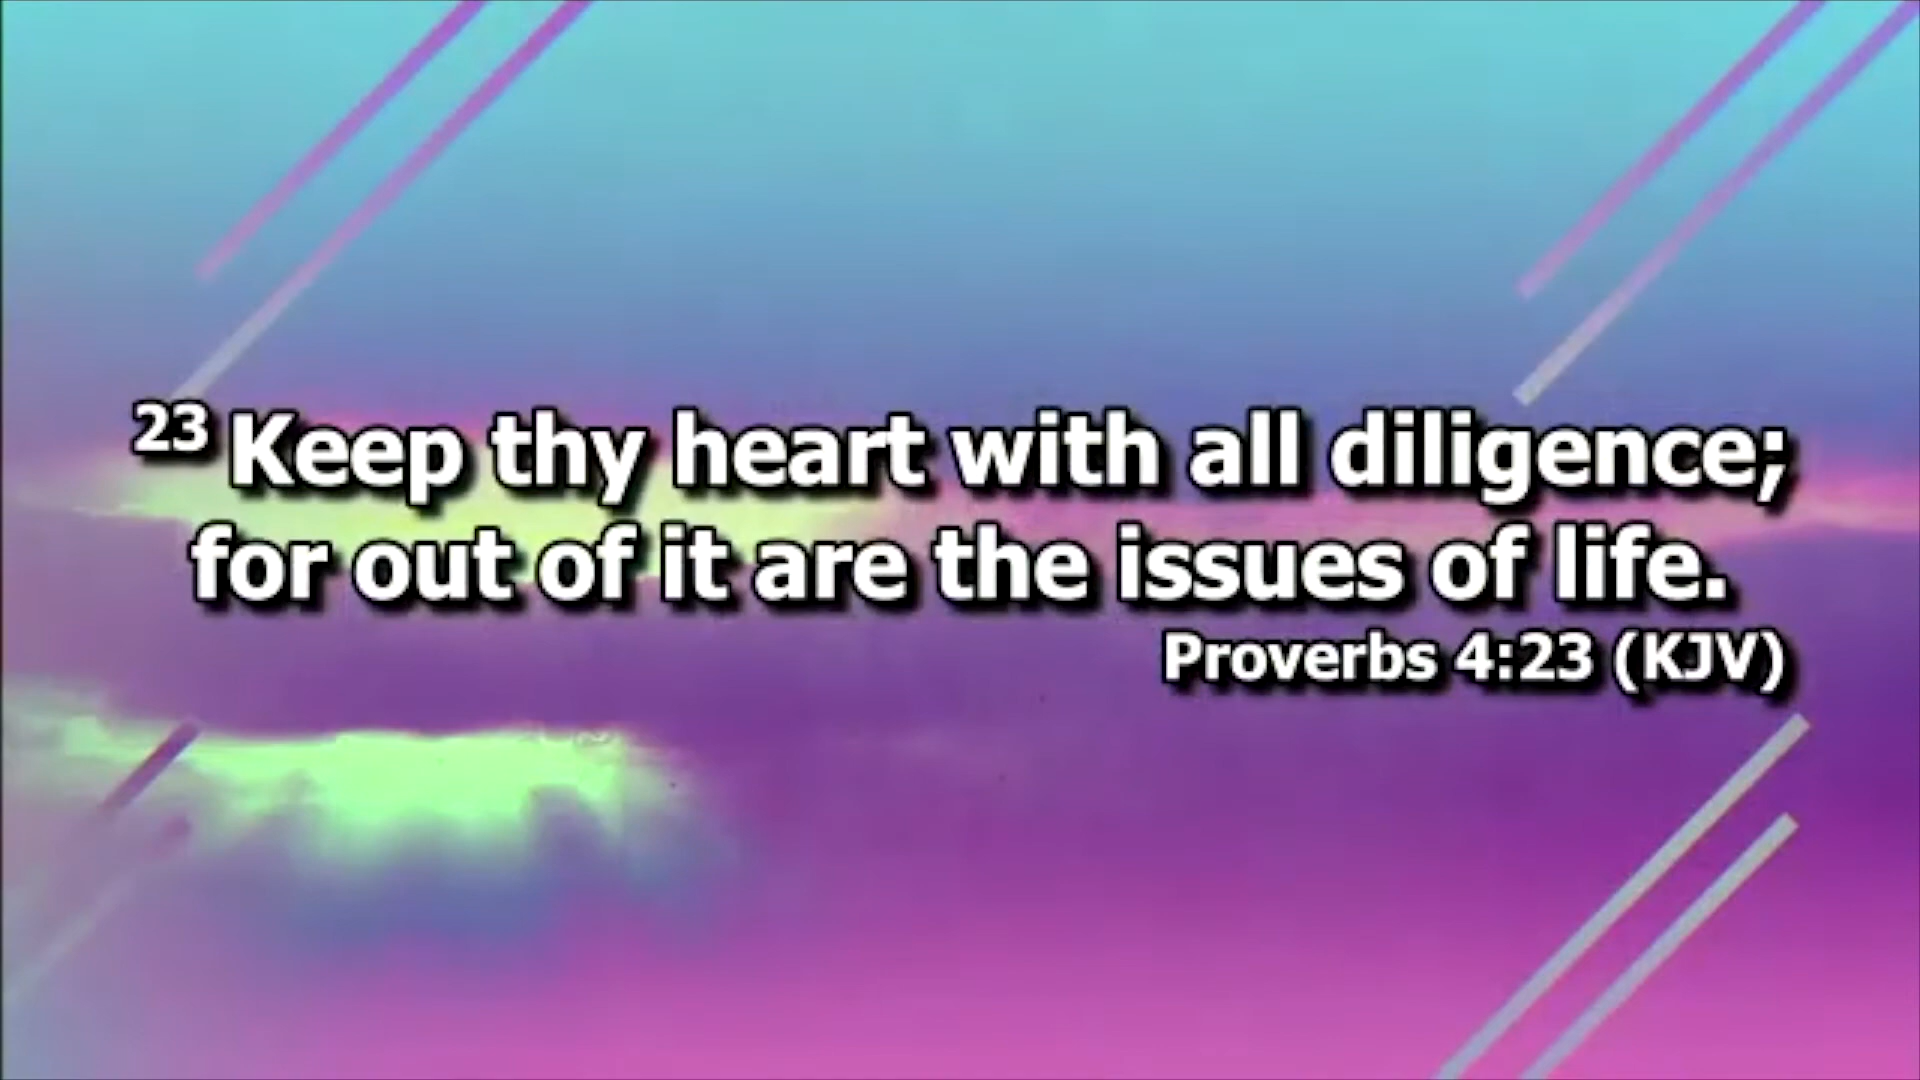 23 Keep thy heart with all diligence;
for out of it are the issues of life.
Proverbs 4:23 (KJV)